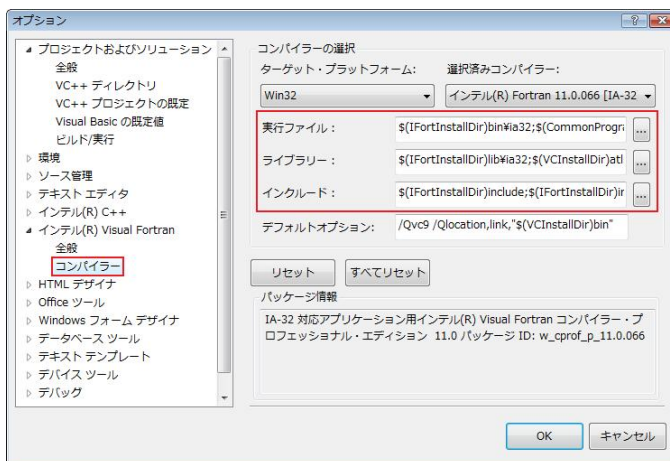 オプション
プロジェクトおよびソリューション
全般
VC++ ディレクトリ
VC++ プロジェクトの既定
Visual Basic の既定値
ビルド/実行
環境
ソース管理
テキスト エディタ
インテル(R) C++
インテル(R) Visual Fortran
全般
コンパイラー
HTML デザイナ
Office ツール
Windows フォーム デザイナ
データベース ツール
テキスト テンプレート
デバイス ツール
デバッグ
コンパイラーの選択
ターゲット・プラットフォーム: 選択済みコンパイラー:
Win32 インテル(R) Fortran 11.0.066 [IA-32
実行ファイル: $(IFortInstallDir)bin¥ia32;$(CommonProgra ...
ライブラリー: $(IFortInstallDir)lib¥ia32;$(VCInstallDir)atl ...
インクルード: $(IFortInstallDir)include;$(IFortInstallDir)ir ...
デフォルトオプション: /Qvc9 /Qlocation,link,"$(VCInstallDir)bin"
リセット すべてリセット
パッケージ情報
IA-32 対応アプリケーション用インテル(R) Visual Fortran コンパイラー・プ
ロフェッショナル・エディション 11.0 パッケージ ID: w_cprof_p_11.0.066
OK キャンセル